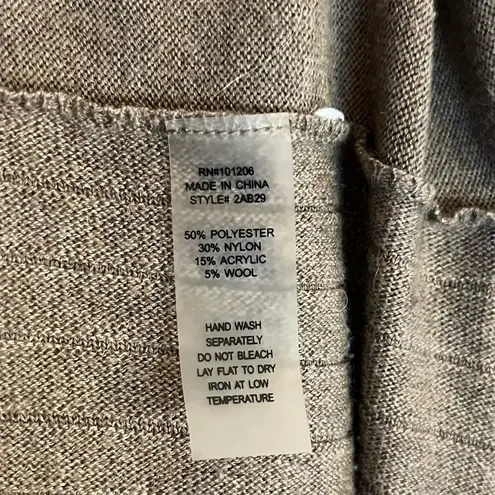 RN#101206
MADE IN CHINA
STYLE# 2AB29
50% POLYESTER
30% NYLON
15% ACRYLIC
5% WOOL
HAND WASH
SEPARATELY
DO NOT BLEACH
LAY FLAT TO DRY
IRON AT LOW
TEMPERATURE